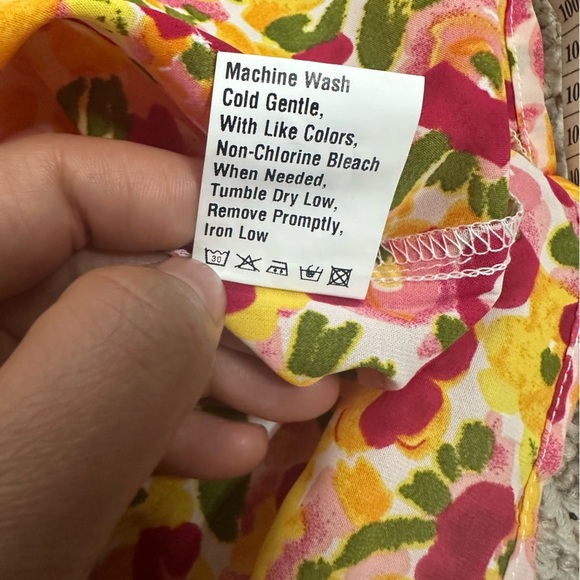 Machine Wash
Cold Gentle,
With Like Colors,
Non-Chlorine Bleach
When Needed,
Tumble Dry Low,
Remove Promptly,
Iron Low
30